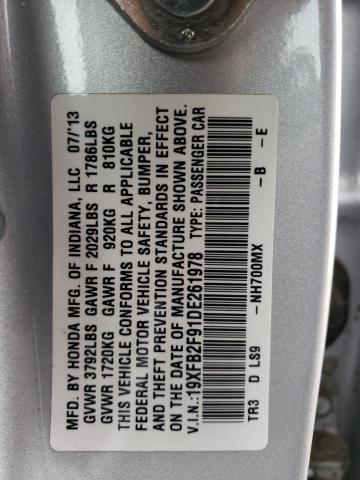 MFD. BY HONDA MFG. OF INDIANA, LLC 07/13
GVWR 3792LBS GAWR F 2029LBS R 1786LBS
GVWR 1720KG GAWR F 920KG R 810KG
THIS VEHICLE CONFORMS TO ALL APPLICABLE
FEDERAL MOTOR VEHICLE SAFETY, BUMPER,
AND THEFT PREVENTION STANDARDS IN EFFECT
ON THE DATE OF MANUFACTURE SHOWN ABOVE.
V.I.N.:19XFB2F91DE261978 TYPE: PASSENGER CAR
TR3 D LS9 -NH700MX -B -E